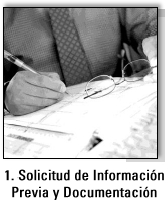 1. Solicitud de Información
Previa y Documentación